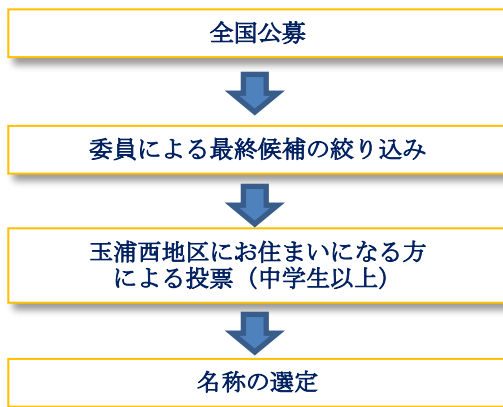 全国公募
委員による最終候補の絞り込み
玉浦西地区にお住まいになる方
による投票（中学生以上）
名称の選定